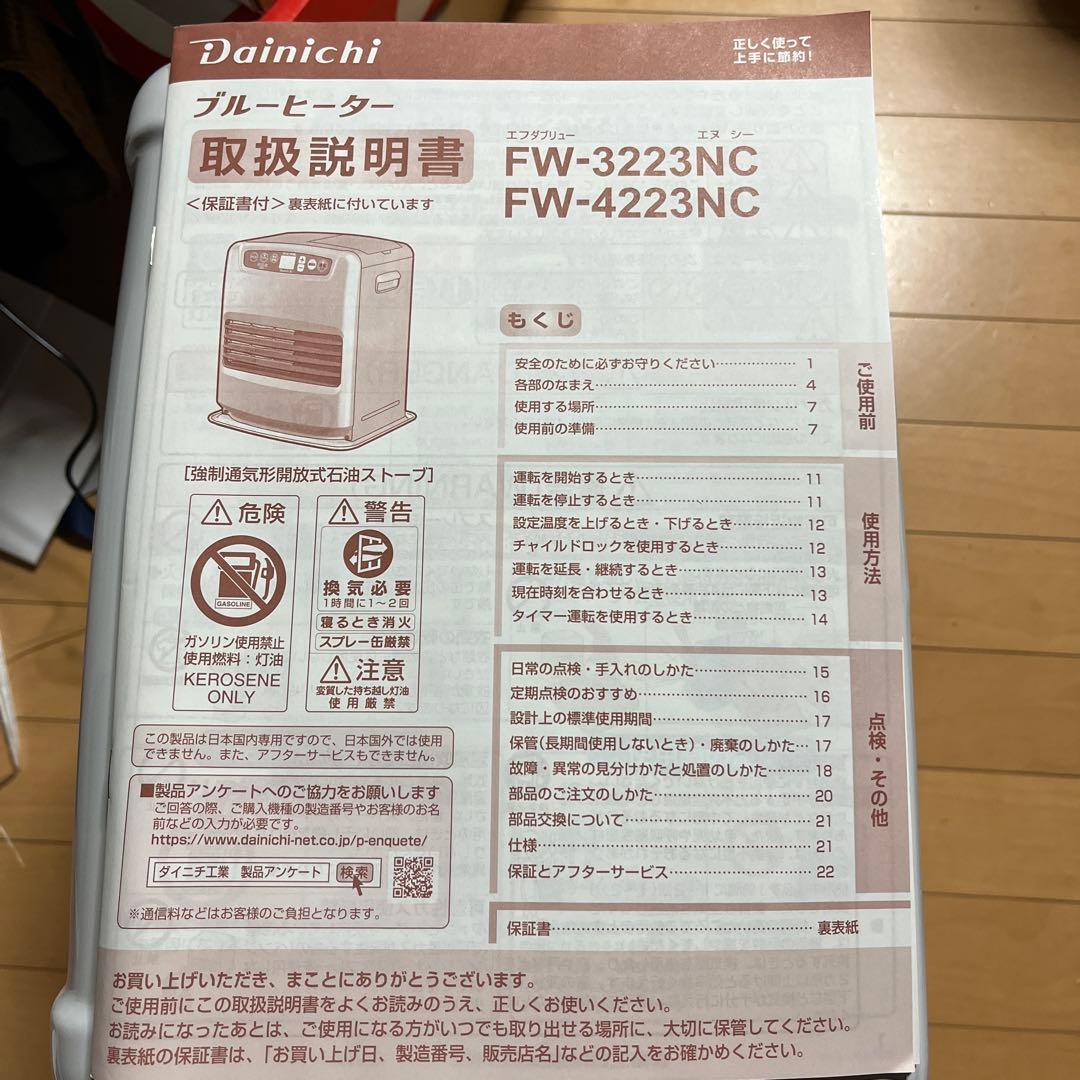 Dainichi
正しく使って
上手に節約!
ブルーヒーター
取扱説明書
<保証書付>裏表紙に付いています
エフダブリュー エヌ シー
FW-3223NC
FW-4223NC
[強制通気形開放式石油ストーブ]
危険
GASOLINE
ガソリン使用禁止
使用燃料:灯油
KEROSENE
ONLY
警告
換気必要
1時間に1~2回
寝るとき消火
スプレー缶厳禁
注意
変質した持ち越し灯油
使用厳禁
この製品は日本国内専用ですので、日本国外では使用
できません。また、アフターサービスもできません。
■製品アンケートへのご協力をお願いします
ご回答の際、ご購入機種の製造番号やお客様のお名
前などの入力が必要です。
https://www.dainichi-net.co.jp/p-enquete/
ダイニチ工業 製品アンケート 検索
※通信料などはお客様のご負担となります。
もくじ
ご使用前
安全のために必ずお守りください……………… 1
各部のなまえ……………… 4
使用する場所……………… 7
使用前の準備……………… 7
使用方法
運転を開始するとき……………… 11
運転を停止するとき……………… 11
設定温度を上げるとき・下げるとき……………… 12
チャイルドロックを使用するとき……………… 12
運転を延長・継続するとき……………… 13
現在時刻を合わせるとき……………… 13
タイマー運転を使用するとき……………… 14
点検・その他
日常の点検・手入れのしかた……………… 15
定期点検のおすすめ……………… 16
設計上の標準使用期間……………… 17
保管(長期間使用しないとき)・廃棄のしかた… 17
故障・異常の見分けかたと処置のしかた……… 18
部品のご注文のしかた……………… 20
部品交換について……………… 21
仕様……………… 21
保証とアフターサービス……………… 22
保証書……………… 裏表紙
お買い上げいただき、まことにありがとうございます。
ご使用前にこの取扱説明書をよくお読みのうえ、正しくお使いください。
お読みになったあとは、ご使用になる方がいつでも取り出せる場所に、大切に保管してください。
裏表紙の保証書は、「お買い上げ日、製造番号、販売店名」などの記入をお確かめください。